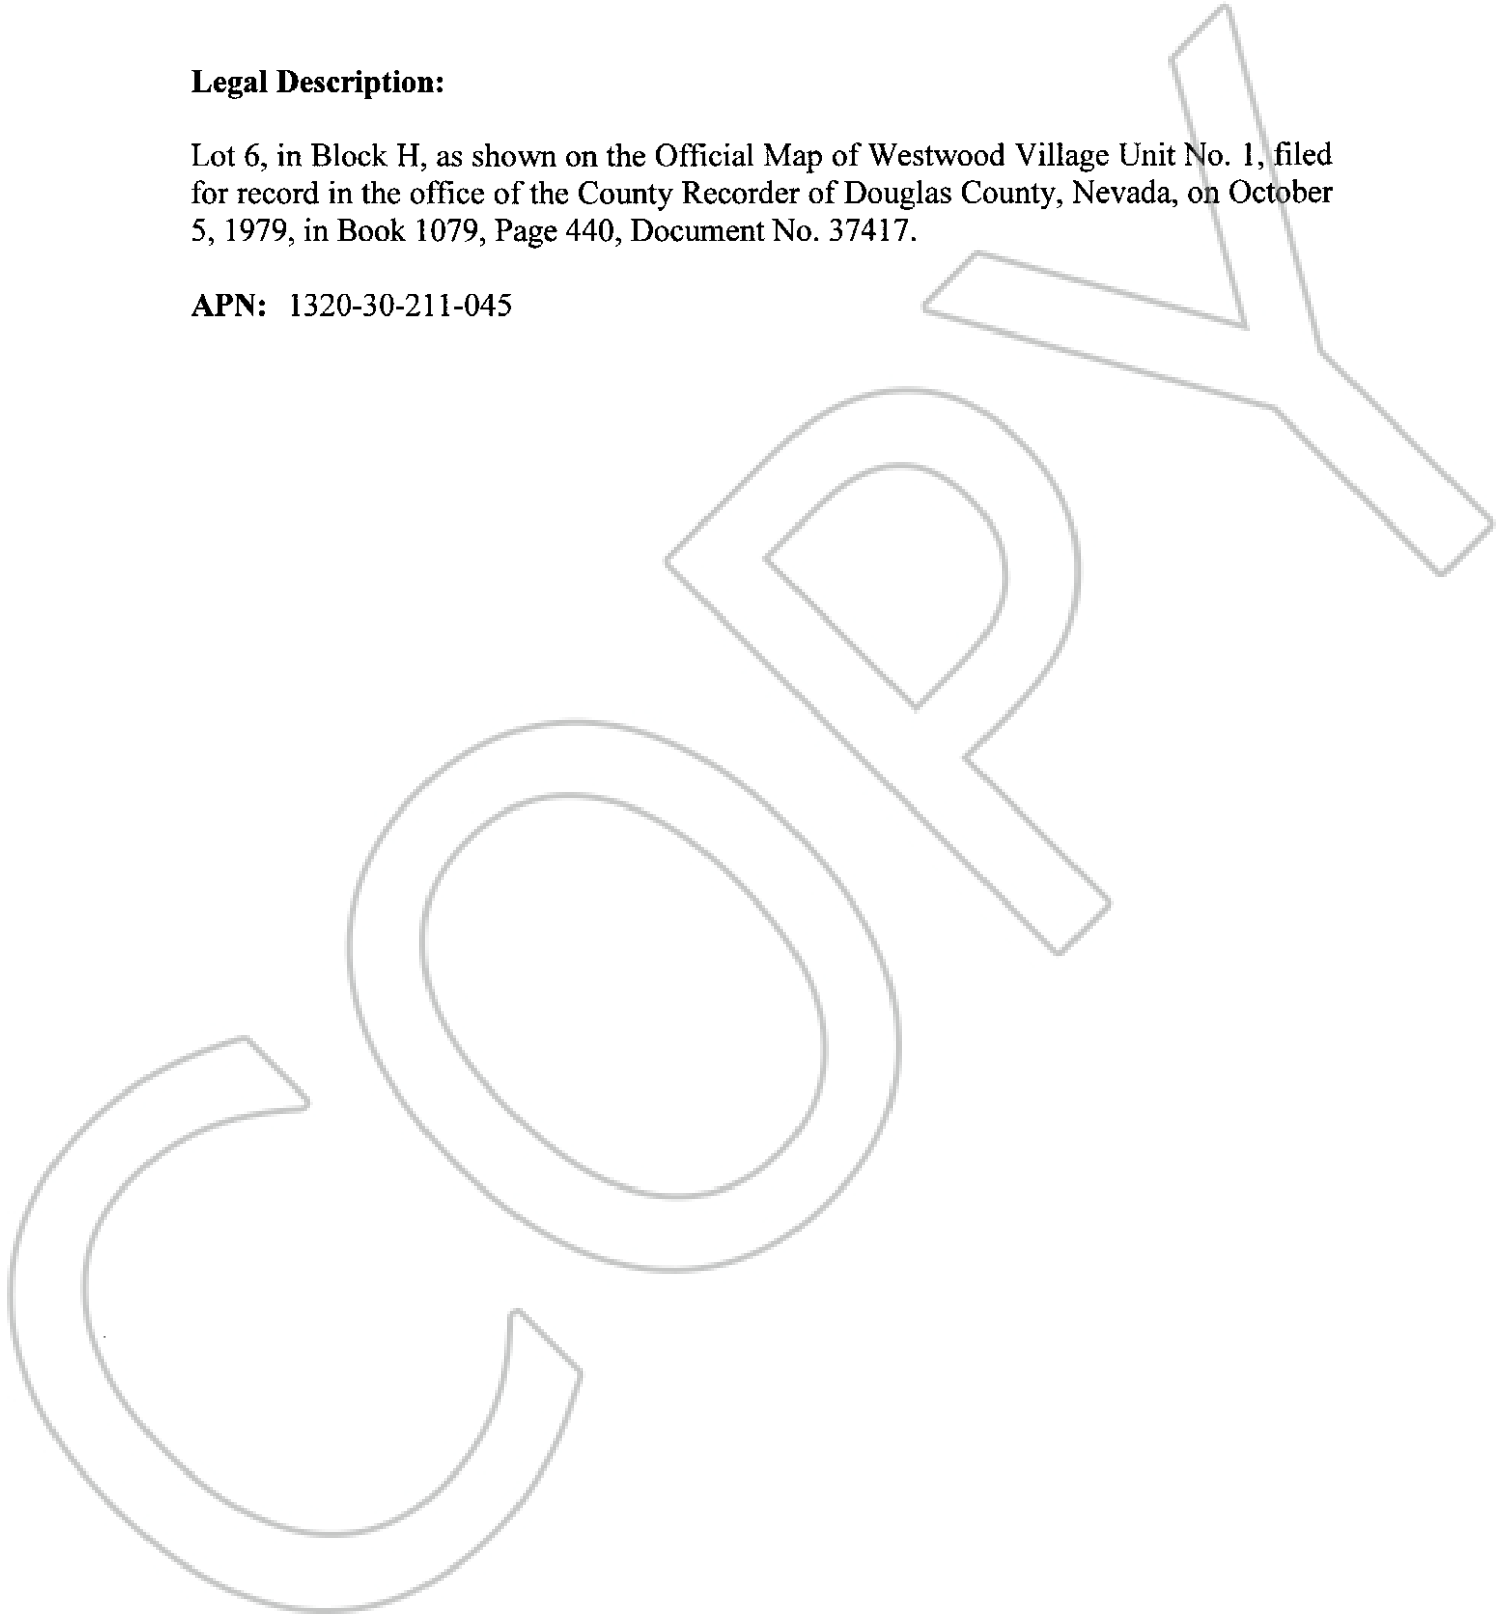 Legal Description:
Lot 6, in Block H, as shown on the Official Map of Westwood Village Unit No. 1, filed
for record in the office of the County Recorder of Douglas County, Nevada, on October
5, 1979, in Book 1079, Page 440, Document No. 37417.
APN: 1320-30-211-045
COPY